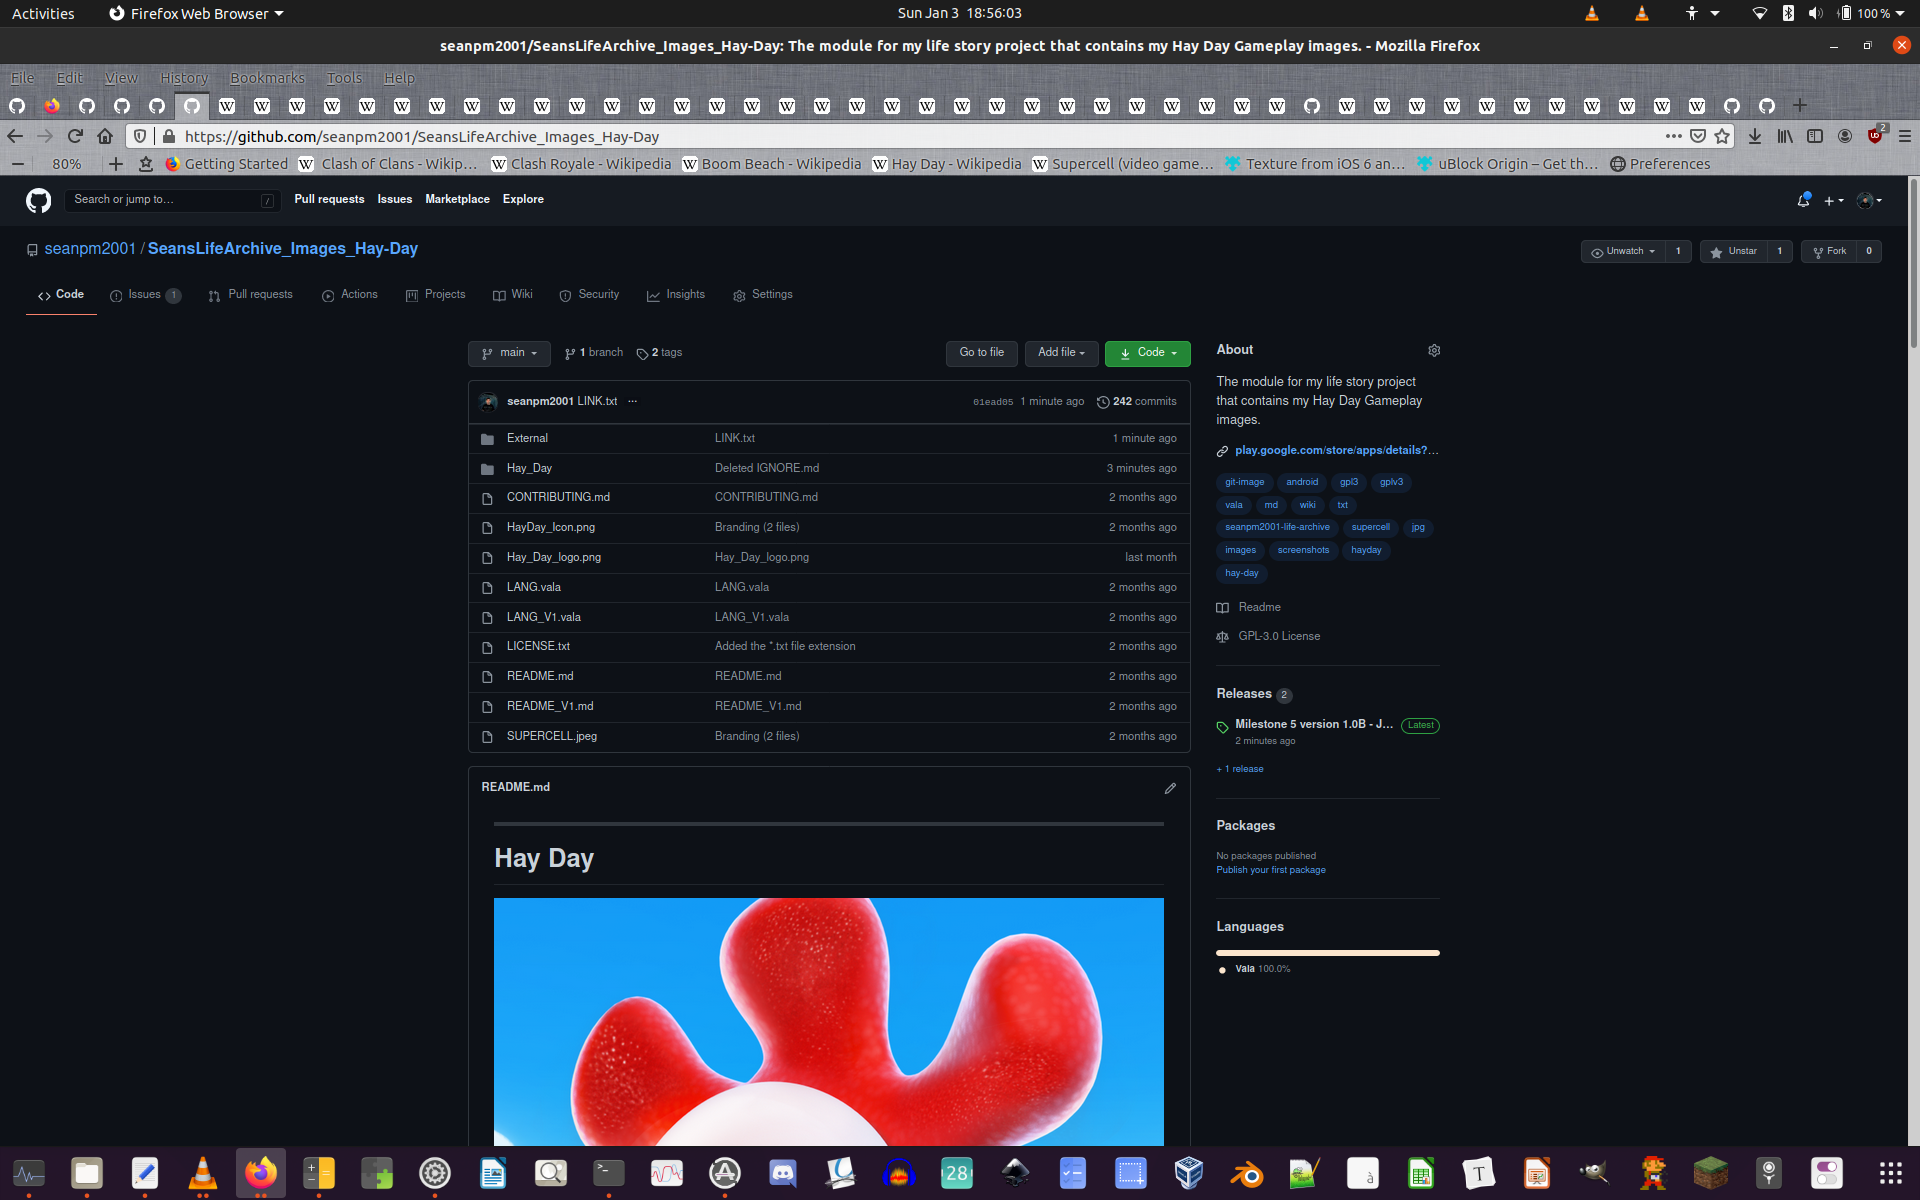 Activities
Firefox Web Browser
Sun Jan 3 18:56:03
100 %
seanpm2001/SeansLifeArchive_Images_Hay-Day: The module for my life story project that contains my Hay Day Gameplay images. - Mozilla Firefox
File Edit View History Bookmarks Tools Help
https://github.com/seanpm2001/SeansLifeArchive_Images_Hay-Day
2
80%
Getting Started
Clash of Clans - Wikip…
Clash Royale - Wikipedia
Boom Beach - Wikipedia
Hay Day - Wikipedia
Supercell (video game…
Texture from iOS 6 an…
uBlock Origin – Get th…
Preferences
Search or jump to…
/
Pull requests
Issues
Marketplace
Explore
seanpm2001 / SeansLifeArchive_Images_Hay-Day
Unwatch 1
Unstar 1
Fork 0
Code
Issues 1
Pull requests
Actions
Projects
Wiki
Security
Insights
Settings
main
1 branch
2 tags
Go to file
Add file
Code
seanpm2001 LINK.txt ...
01ead05 1 minute ago
242 commits
External LINK.txt 1 minute ago
Hay_Day Deleted IGNORE.md 3 minutes ago
CONTRIBUTING.md CONTRIBUTING.md 2 months ago
HayDay_Icon.png Branding (2 files) 2 months ago
Hay_Day_logo.png Hay_Day_logo.png last month
LANG.vala LANG.vala 2 months ago
LANG_V1.vala LANG_V1.vala 2 months ago
LICENSE.txt Added the *.txt file extension 2 months ago
README.md README.md 2 months ago
README_V1.md README_V1.md 2 months ago
SUPERCELL.jpeg Branding (2 files) 2 months ago
README.md
Hay Day
About
The module for my life story project
that contains my Hay Day Gameplay
images.
play.google.com/store/apps/details?…
git-image android gpl3 gplv3
vala md wiki txt
seanpm2001-life-archive supercell jpg
images screenshots hayday
hay-day
Readme
GPL-3.0 License
Releases 2
Milestone 5 version 1.0B - J… Latest
2 minutes ago
+ 1 release
Packages
No packages published
Publish your first package
Languages
Vala 100.0%
28
à
T